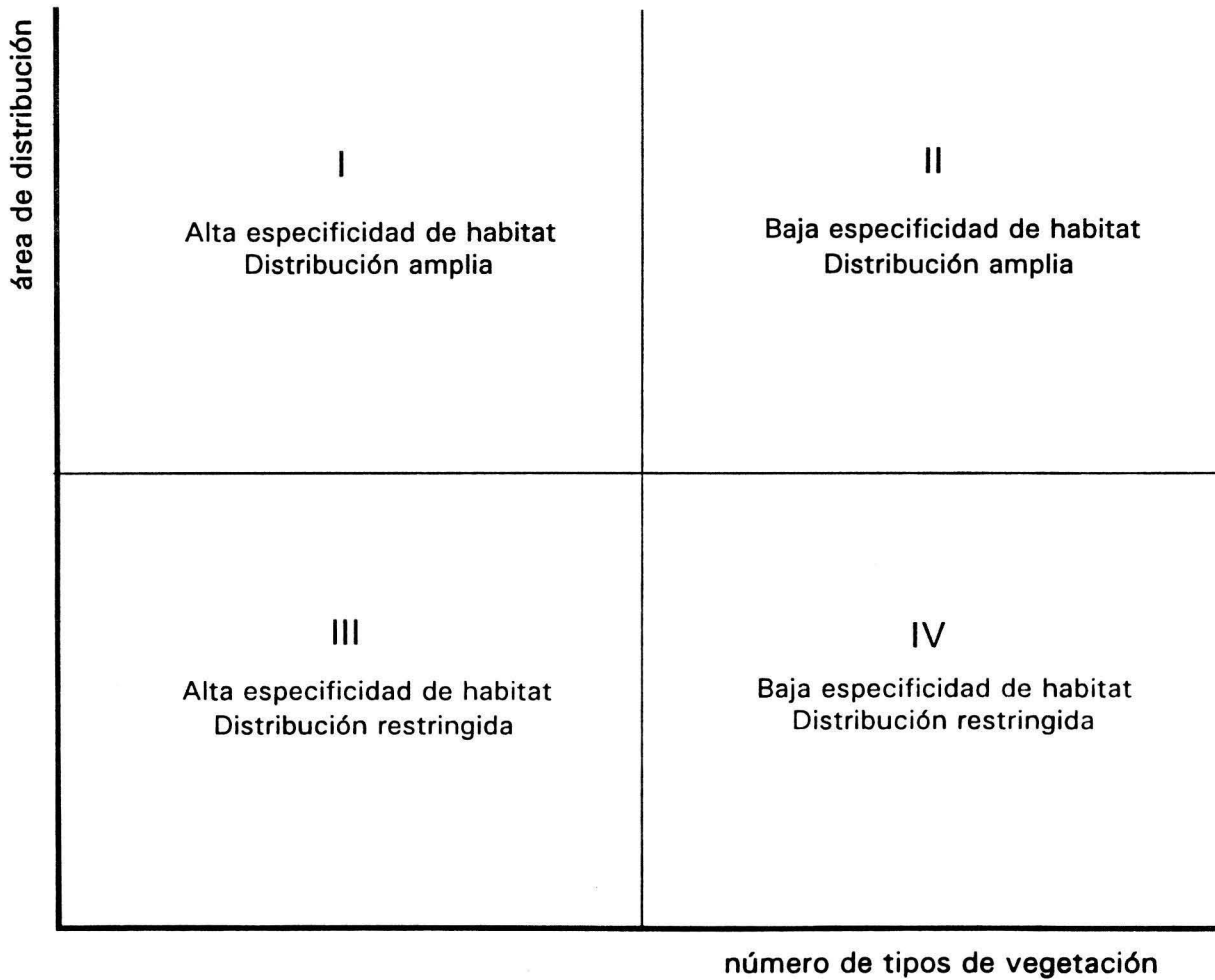 área de distribución
I
Alta especificidad de habitat
Distribución amplia
II
Baja especificidad de habitat
Distribución amplia
III
Alta especificidad de habitat
Distribución restringida
IV
Baja especificidad de habitat
Distribución restringida
número de tipos de vegetación